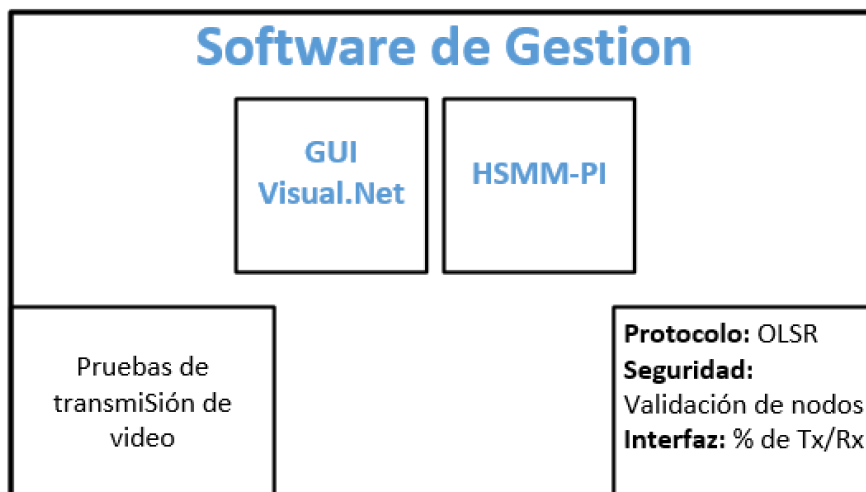 Software de Gestion
GUI
Visual.Net
HSMM-PI
Pruebas de
transmiSión de
video
Protocolo: OLSR
Seguridad:
Validación de nodos
Interfaz: % de Tx/Rx